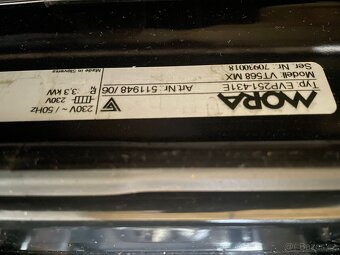 MORA
Typ: EVP251-431E
Model: VT568 MX
Ser Nr.: 70930018
Art.Nr.: 511948/06
230V~/50Hz
230V
3.3 kW
Made in Slovenia